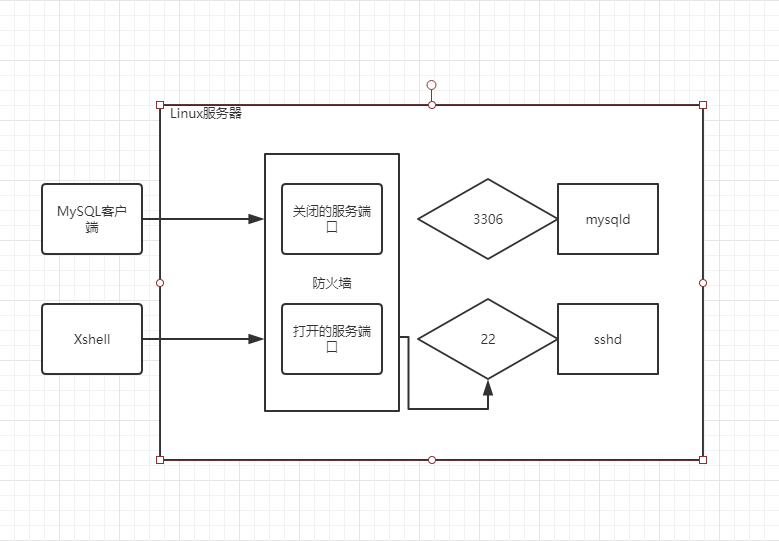 Linux服务器
MySQL客户
端
关闭的服务端
口
3306
mysqld
防火墙
Xshell
打开的服务端
口
22
sshd